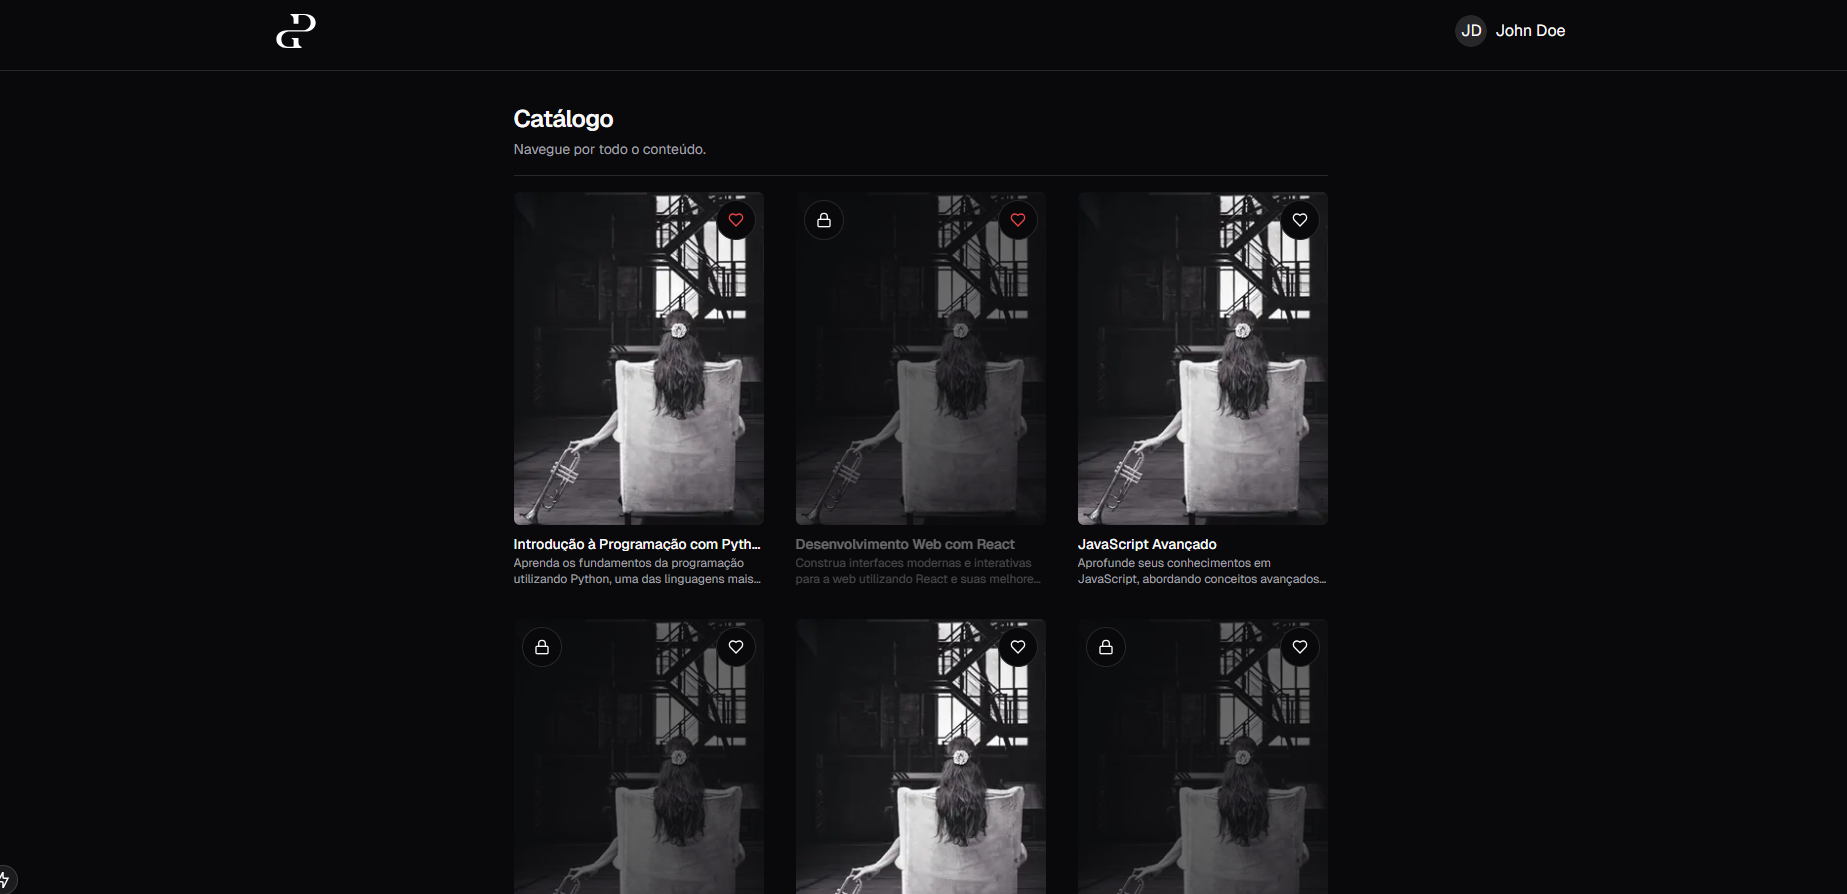 JD John Doe
Catálogo
Navegue por todo o conteúdo.
Introdução à Programação com Pyth...
Aprenda os fundamentos da programação
utilizando Python, uma das linguagens mais...
Desenvolvimento Web com React
Construa interfaces modernas e interativas
para a web utilizando React e suas melhore...
JavaScript Avançado
Aprofunde seus conhecimentos em
JavaScript, abordando conceitos avançados...